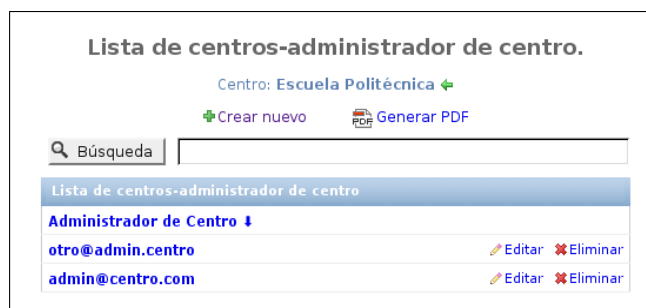 Lista de centros-administrador de centro.
Centro: Escuela Politécnica
Crear nuevo PDF Generar PDF
Búsqueda
Lista de centros-administrador de centro
Administrador de Centro
otro@admin.centro Editar Eliminar
admin@centro.com Editar Eliminar